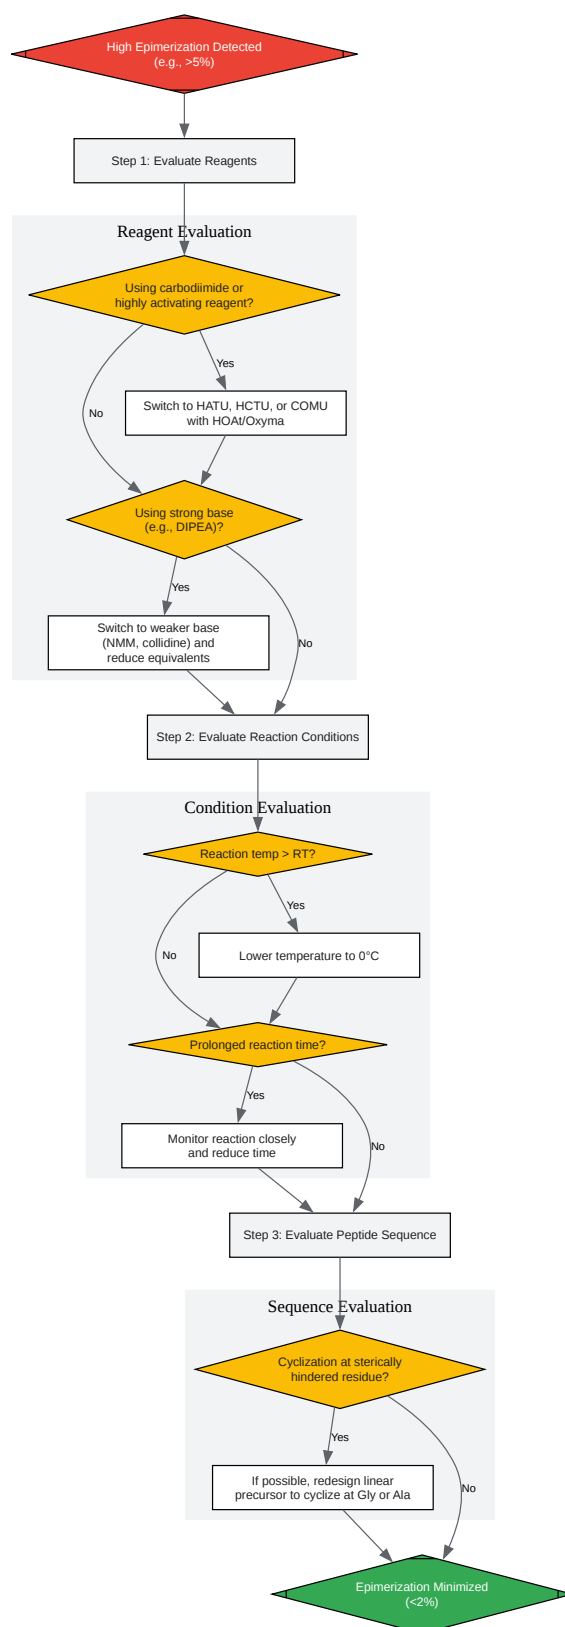 High Epimerization Detected
(e.g., >5%)
Step 1: Evaluate Reagents
Reagent Evaluation
Using carbodiimide or
highly activating reagent?
Yes
No
Switch to HATU, HCTU, or COMU
with HOAt/Oxyma
Using strong base
(e.g., DIPEA)?
Yes
No
Switch to weaker base
(NMM, collidine) and
reduce equivalents
Step 2: Evaluate Reaction Conditions
Condition Evaluation
Reaction temp > RT?
Yes
No
Lower temperature to 0°C
Prolonged reaction time?
Yes
No
Monitor reaction closely
and reduce time
Step 3: Evaluate Peptide Sequence
Sequence Evaluation
Cyclization at sterically
hindered residue?
Yes
No
If possible, redesign linear
precursor to cyclize at Gly or Ala
Epimerization Minimized
(<2%)